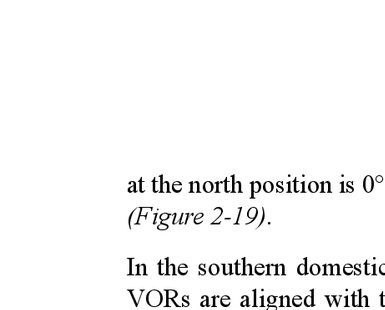 at the north position is 0°
(Figure 2-19).
In the southern domestic
VORs are aligned with